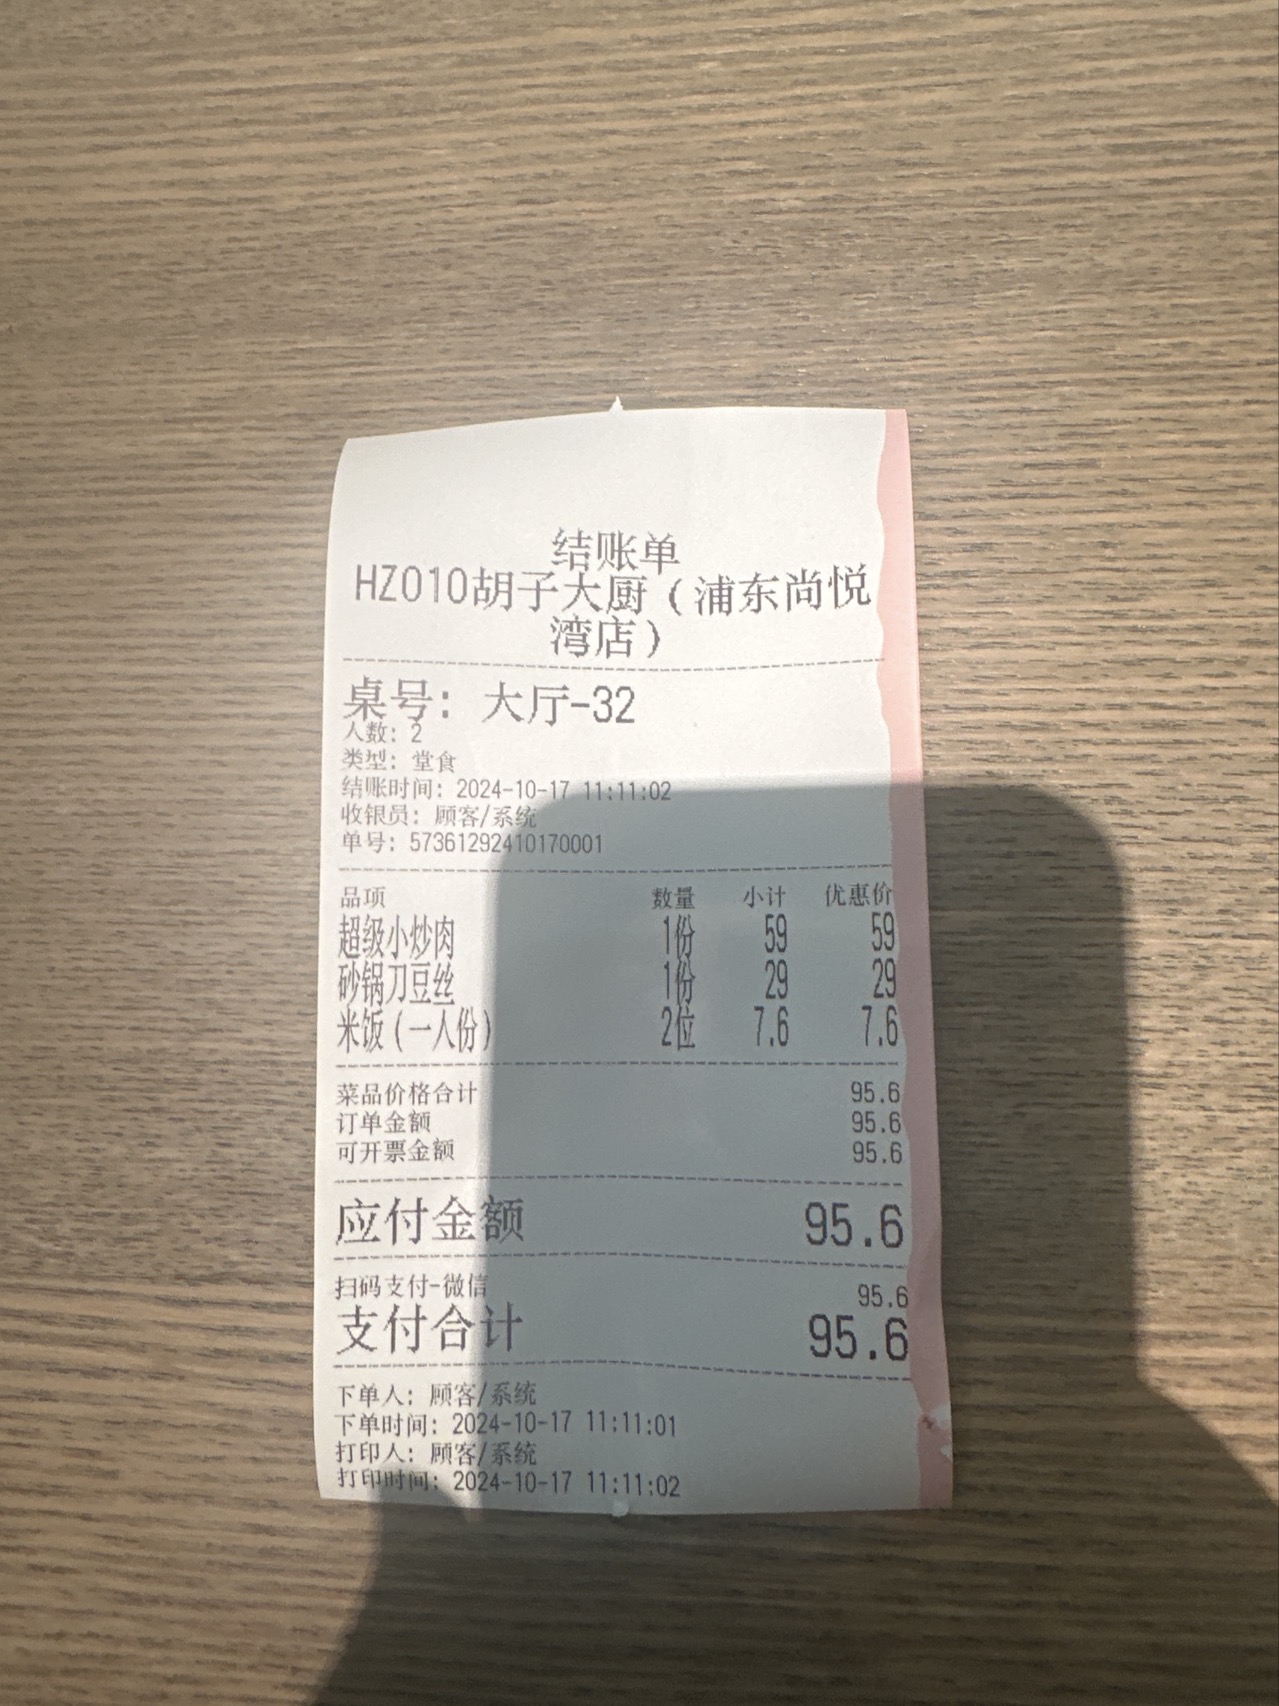 结账单
HZ010胡子大厨（浦东尚悦
湾店）
桌号：大厅-32
人数：2
类型：堂食
结账时间：2024-10-17 11:11:02
收银员：顾客/系统
单号：57361292410170001
品项 数量 小计 优惠价
超级小炒肉 1份 59 59
砂锅刀豆丝 1份 29 29
米饭（一人份） 2位 7.6 7.6
菜品价格合计 95.6
订单金额 95.6
可开票金额 95.6
应付金额 95.6
扫码支付-微信 95.6
支付合计 95.6
下单人：顾客/系统
下单时间：2024-10-17 11:11:01
打印人：顾客/系统
打印时间：2024-10-17 11:11:02